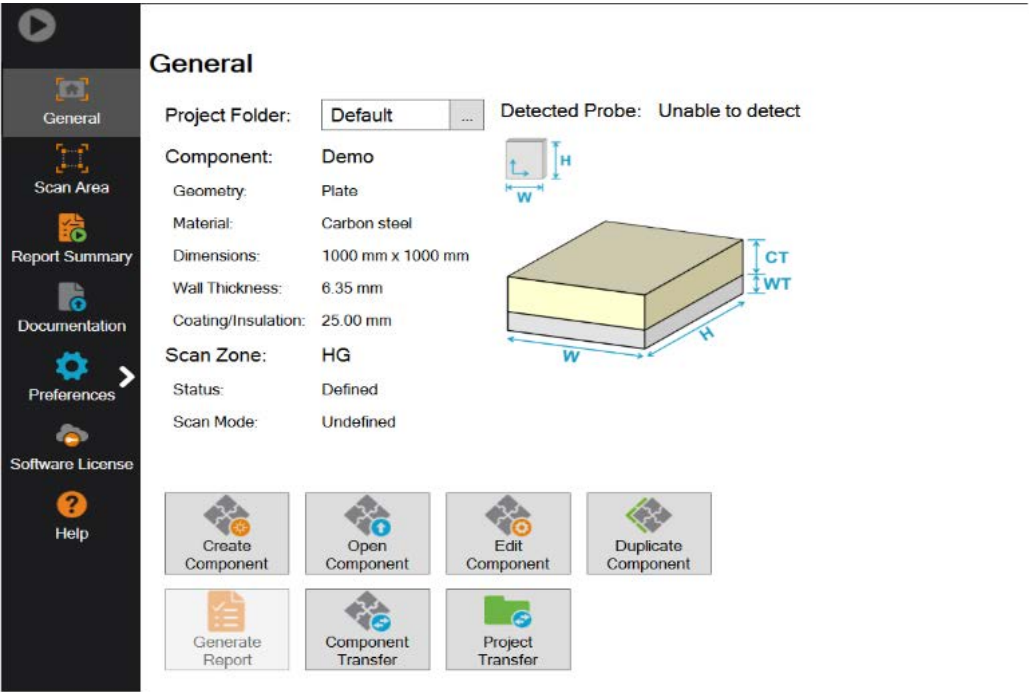 General
Scan Area
Report Summary
Documentation
Preferences
Software License
Help
General
Project Folder: Default ... Detected Probe: Unable to detect
Component: Demo
Geometry: Plate
Material: Carbon steel
Dimensions: 1000 mm x 1000 mm
Wall Thickness: 6.35 mm
Coating/Insulation: 25.00 mm
Scan Zone: HG
Status: Defined
Scan Mode: Undefined
H
W
CT
WT
H
W
Create
Component
Open
Component
Edit
Component
Duplicate
Component
Generate
Report
Component
Transfer
Project
Transfer